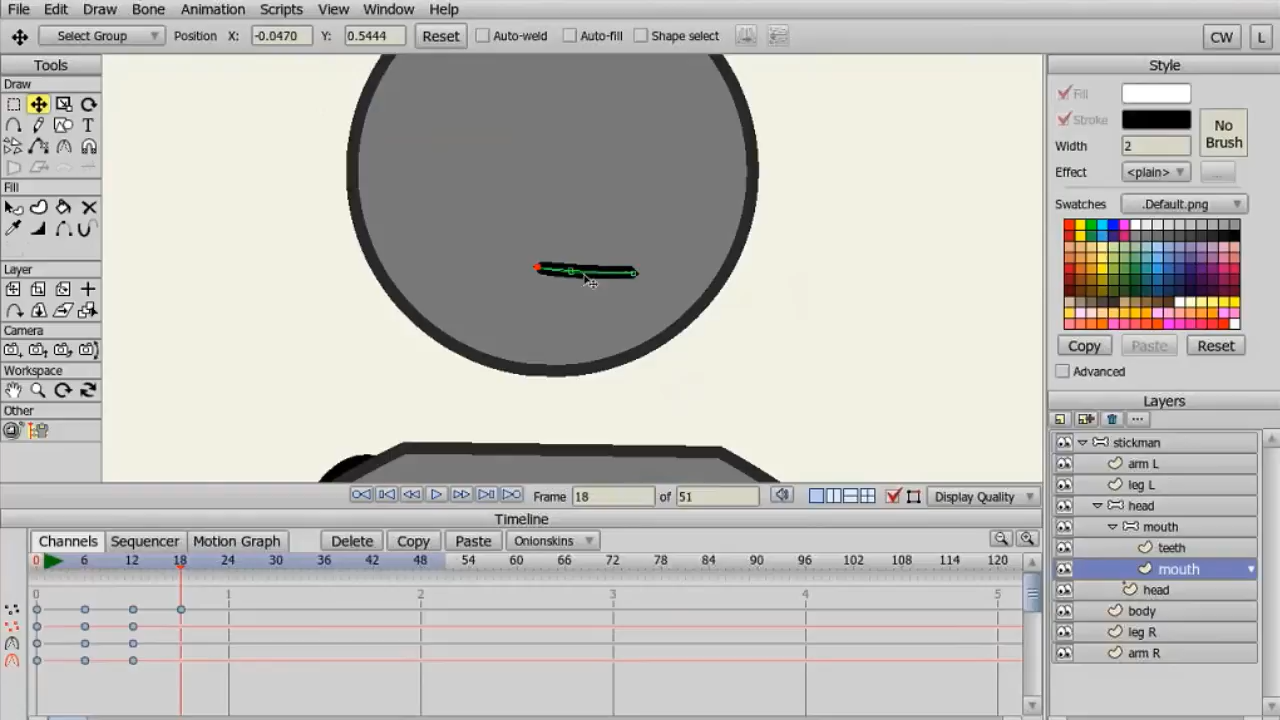 File Edit Draw Bone Animation Scripts View Window Help
Select Group Position X: -0.0470 Y: 0.5444 Reset Auto-weld Auto-fill Shape select CW L
Tools
Draw
T
Fill
Layer
Camera
Workspace
Other
Style
Fill
Stroke
No Brush
Width 2
Effect <plain> ...
Swatches .Default.png
Copy Paste Reset
Advanced
Layers
stickman
arm L
leg L
head
mouth
teeth
mouth
head
body
leg R
arm R
Frame 18 of 51 Display Quality
Timeline
Channels Sequencer Motion Graph Delete Copy Paste Onionskins
0 6 12 18 24 30 36 42 48 54 60 66 72 78 84 90 96 102 108 114 120
0 1 2 3 4 5